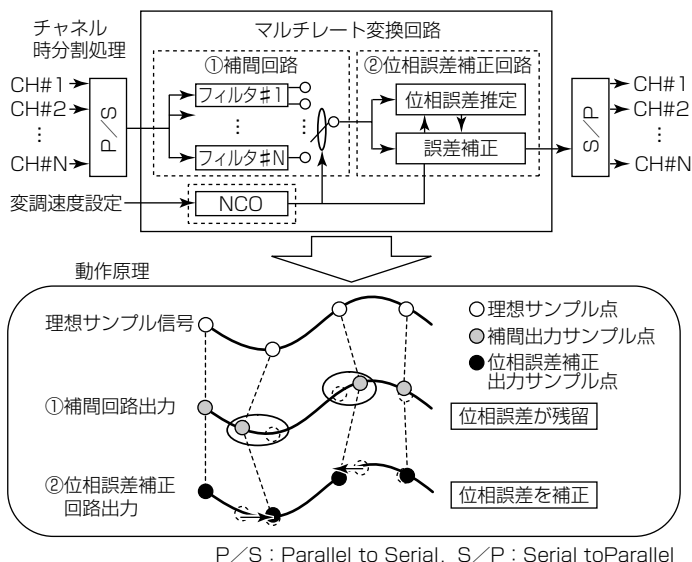 チャネル
時分割処理
マルチレート変換回路
①補間回路
②位相誤差補正回路
CH#1
CH#2
⋮
CH#N
P/S
フィルタ#1
⋮
⋮
フィルタ#N
位相誤差推定
誤差補正
S/P
CH#1
CH#2
⋮
CH#N
変調速度設定
NCO
動作原理
理想サンプル信号
○理想サンプル点
補間出力サンプル点
●位相誤差補正
出力サンプル点
①補間回路出力
位相誤差が残留
②位相誤差補正
回路出力
位相誤差を補正
P/S:Parallel to Serial, S/P:Serial toParallel